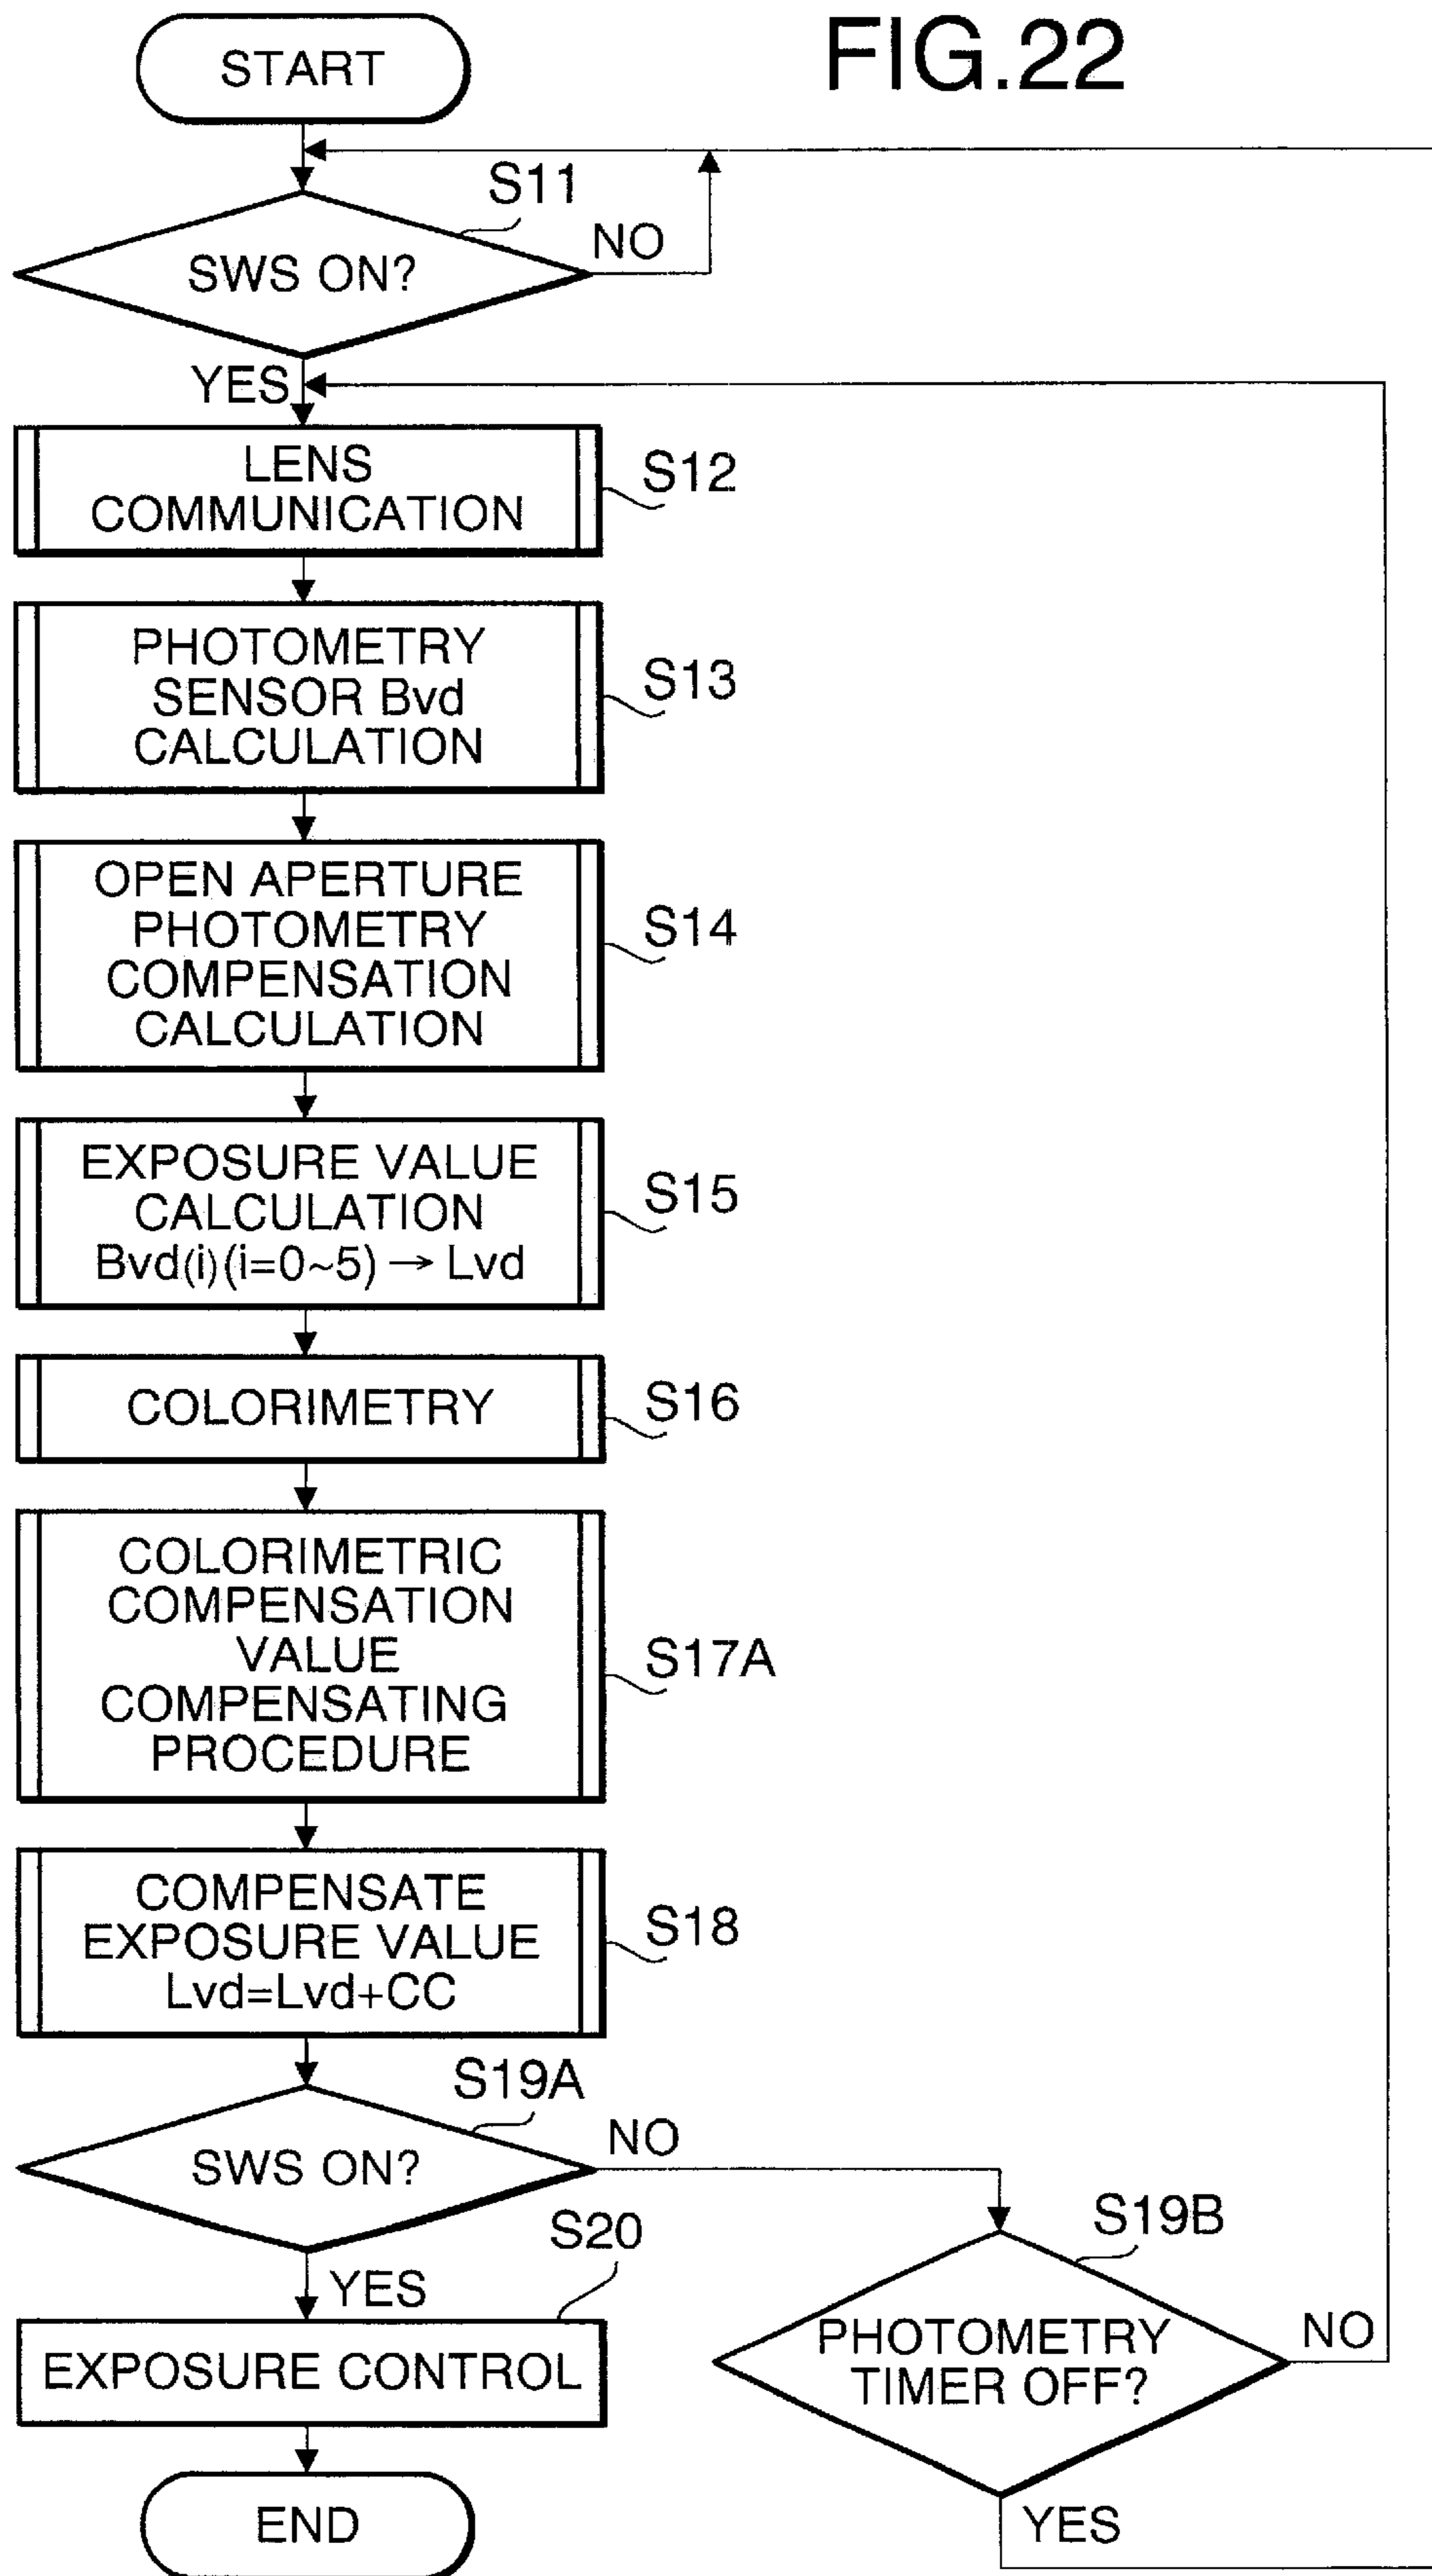 FIG.22
START
S11
SWS ON?
NO
YES
LENS
COMMUNICATION
S12
PHOTOMETRY
SENSOR Bvd
CALCULATION
S13
OPEN APERTURE
PHOTOMETRY
COMPENSATION
CALCULATION
S14
EXPOSURE VALUE
CALCULATION
Bvd(i)(i=0~5) → Lvd
S15
COLORIMETRY
S16
COLORIMETRIC
COMPENSATION
VALUE
COMPENSATING
PROCEDURE
S17A
COMPENSATE
EXPOSURE VALUE
Lvd=Lvd+CC
S18
S19A
SWS ON?
NO
YES
S20
EXPOSURE CONTROL
END
S19B
PHOTOMETRY
TIMER OFF?
NO
YES